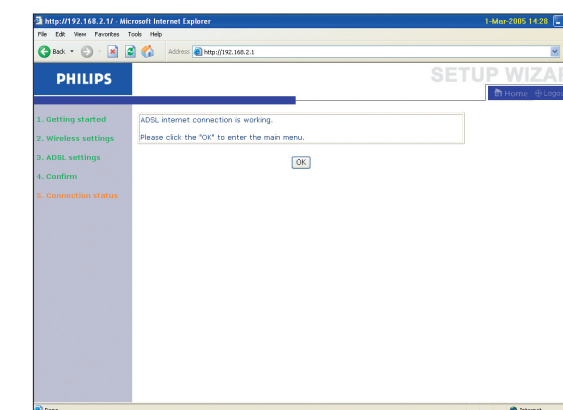 http://192.168.2.1/ - Microsoft Internet Explorer 1-Mar-2005 14:28
File Edit View Favorites Tools Help
Back Address http://192.168.2.1
PHILIPS
SETUP WIZAR
Home Logou
1. Getting started
2. Wireless settings
3. ADSL settings
4. Confirm
5. Connection status
ADSL internet connection is working.
Please click the "OK" to enter the main menu.
OK
Done Internet